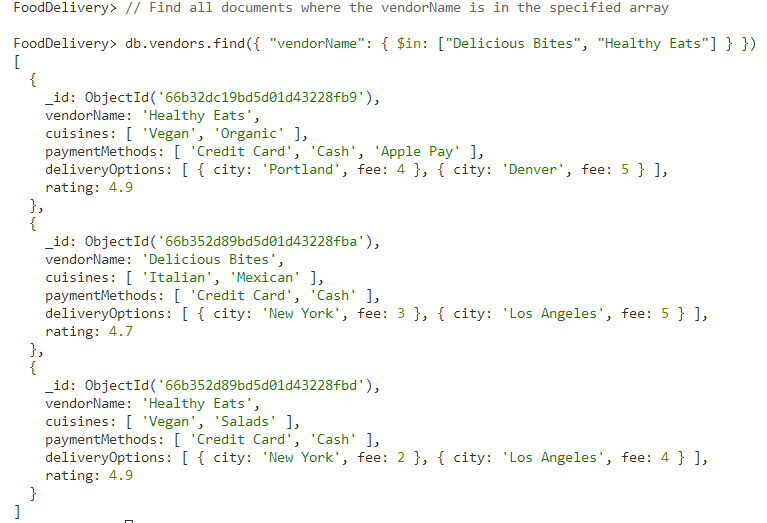 FoodDelivery> // Find all documents where the vendorName is in the specified array
FoodDelivery> db.vendors.find({ "vendorName": { $in: ["Delicious Bites", "Healthy Eats"] } })
[
  {
    _id: ObjectId('66b32dc19bd5d01d43228fb9'),
    vendorName: 'Healthy Eats',
    cuisines: [ 'Vegan', 'Organic' ],
    paymentMethods: [ 'Credit Card', 'Cash', 'Apple Pay' ],
    deliveryOptions: [ { city: 'Portland', fee: 4 }, { city: 'Denver', fee: 5 } ],
    rating: 4.9
  },
  {
    _id: ObjectId('66b352d89bd5d01d43228fba'),
    vendorName: 'Delicious Bites',
    cuisines: [ 'Italian', 'Mexican' ],
    paymentMethods: [ 'Credit Card', 'Cash' ],
    deliveryOptions: [ { city: 'New York', fee: 3 }, { city: 'Los Angeles', fee: 5 } ],
    rating: 4.7
  },
  {
    _id: ObjectId('66b352d89bd5d01d43228fbd'),
    vendorName: 'Healthy Eats',
    cuisines: [ 'Vegan', 'Salads' ],
    paymentMethods: [ 'Credit Card', 'Cash' ],
    deliveryOptions: [ { city: 'New York', fee: 2 }, { city: 'Los Angeles', fee: 4 } ],
    rating: 4.9
  }
]